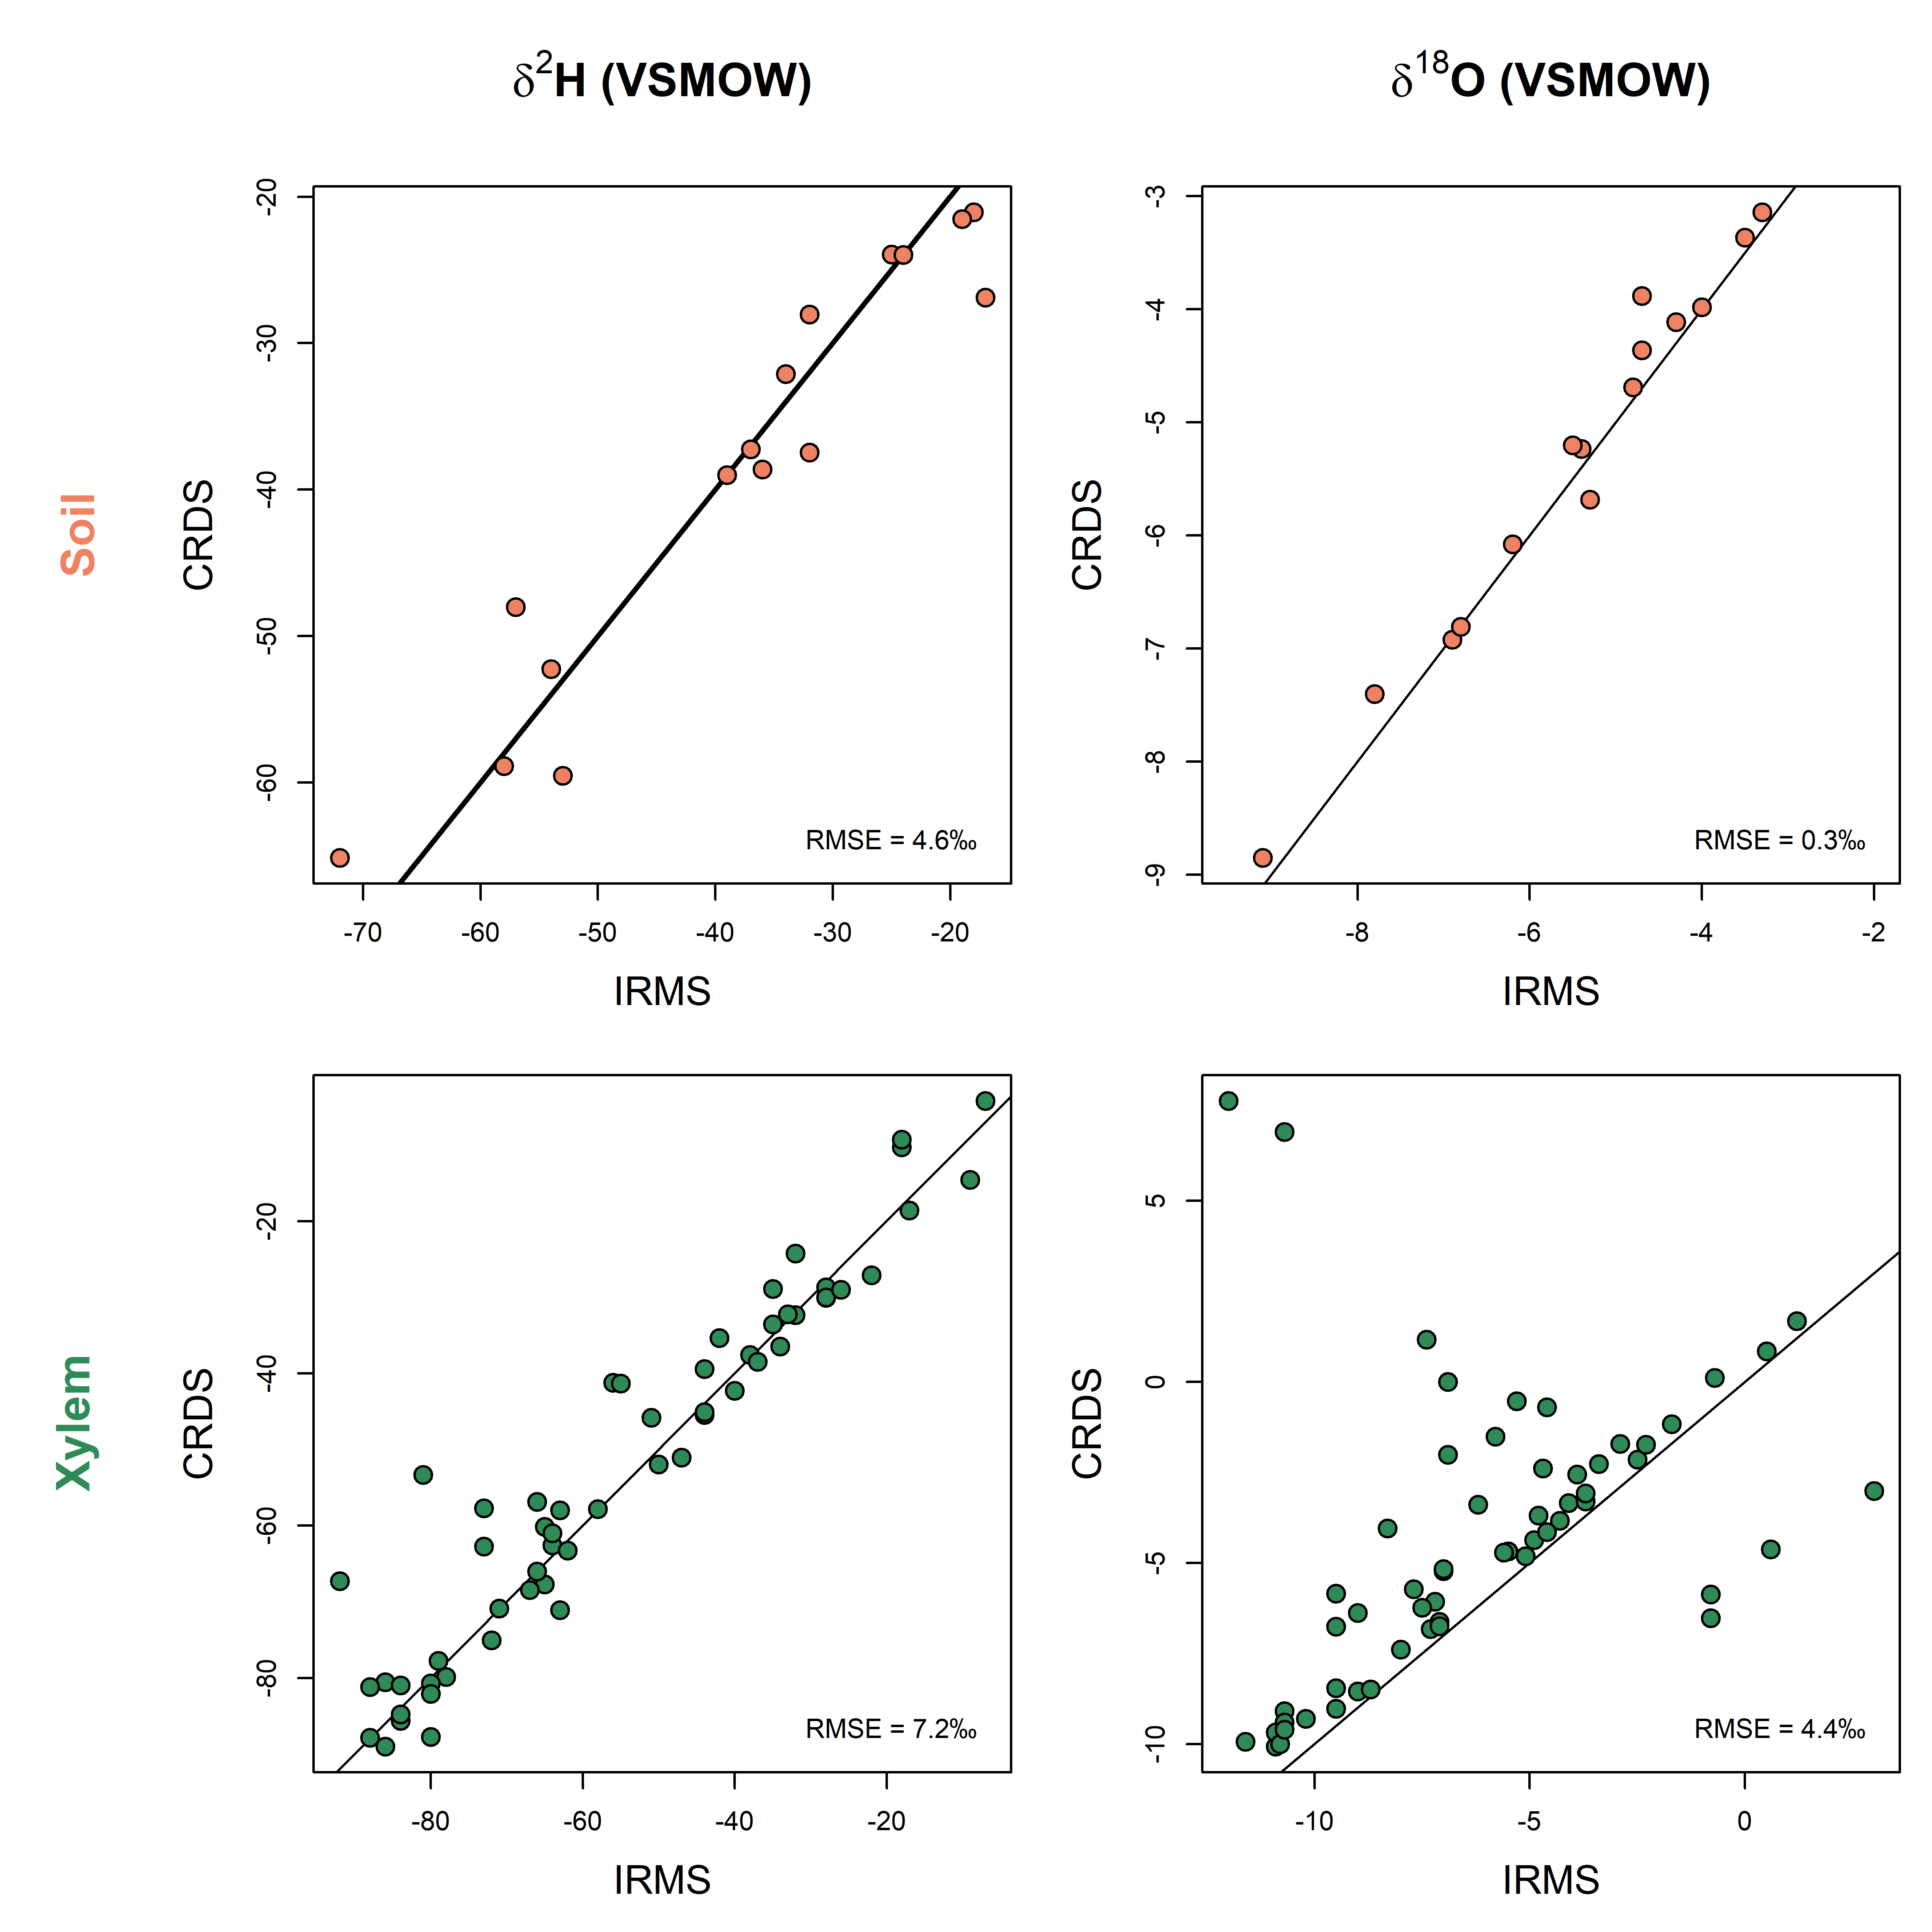 δ²H (VSMOW)
δ¹⁸O (VSMOW)
Soil
CRDS
-20
-30
-40
-50
-60
RMSE = 4.6‰
-70 -60 -50 -40 -30 -20
IRMS
CRDS
-3
-4
-5
-6
-7
-8
-9
RMSE = 0.3‰
-8 -6 -4 -2
IRMS
Xylem
CRDS
-20
-40
-60
-80
RMSE = 7.2‰
-80 -60 -40 -20
IRMS
CRDS
5
0
-5
-10
RMSE = 4.4‰
-10 -5 0
IRMS